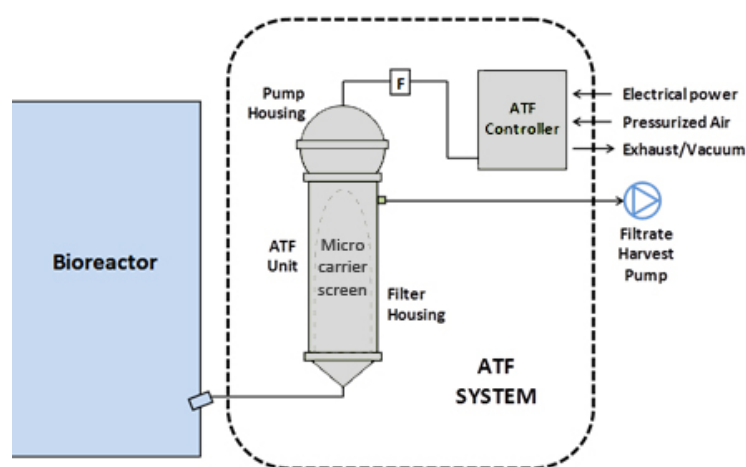 Pump
Housing
F
ATF
Controller
Electrical power
Pressurized Air
Exhaust/Vacuum
Bioreactor
ATF
Unit
Micro
carrier
screen
Filter
Housing
Filtrate
Harvest
Pump
ATF
SYSTEM